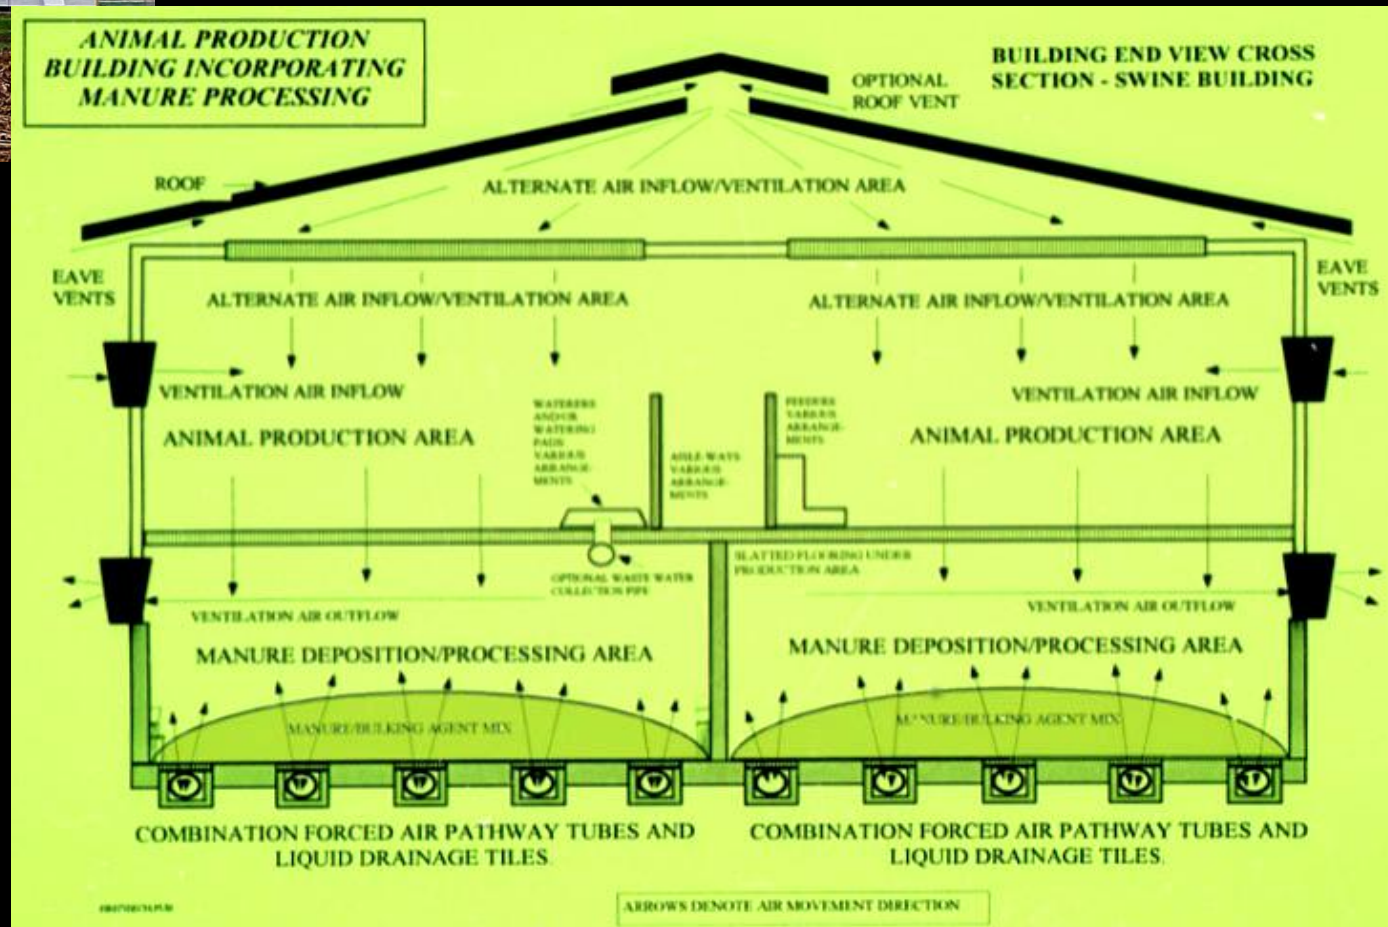 ANIMAL PRODUCTION
BUILDING INCORPORATING
MANURE PROCESSING
BUILDING END VIEW CROSS
SECTION - SWINE BUILDING
OPTIONAL
ROOF VENT
ROOF
ALTERNATE AIR INFLOW/VENTILATION AREA
EAVE
VENTS
EAVE
VENTS
ALTERNATE AIR INFLOW/VENTILATION AREA
ALTERNATE AIR INFLOW/VENTILATION AREA
VENTILATION AIR INFLOW
VENTILATION AIR INFLOW
ANIMAL PRODUCTION AREA
ANIMAL PRODUCTION AREA
WATERERS
AND/OR
WATERING
PADS
VARIOUS
ARRANGE-
MENTS
AISLE-WAYS
VARIOUS
ARRANGE-
MENTS
FEEDERS
VARIOUS
ARRANGE-
MENTS
OPTIONAL WASTE WATER
COLLECTION PIPE
SLATTED FLOORING UNDER
PRODUCTION AREA
VENTILATION AIR OUTFLOW
VENTILATION AIR OUTFLOW
MANURE DEPOSITION/PROCESSING AREA
MANURE DEPOSITION/PROCESSING AREA
MANURE/BULKING AGENT MIX
MANURE/BULKING AGENT MIX
COMBINATION FORCED AIR PATHWAY TUBES AND
LIQUID DRAINAGE TILES.
COMBINATION FORCED AIR PATHWAY TUBES AND
LIQUID DRAINAGE TILES.
ARROWS DENOTE AIR MOVEMENT DIRECTION